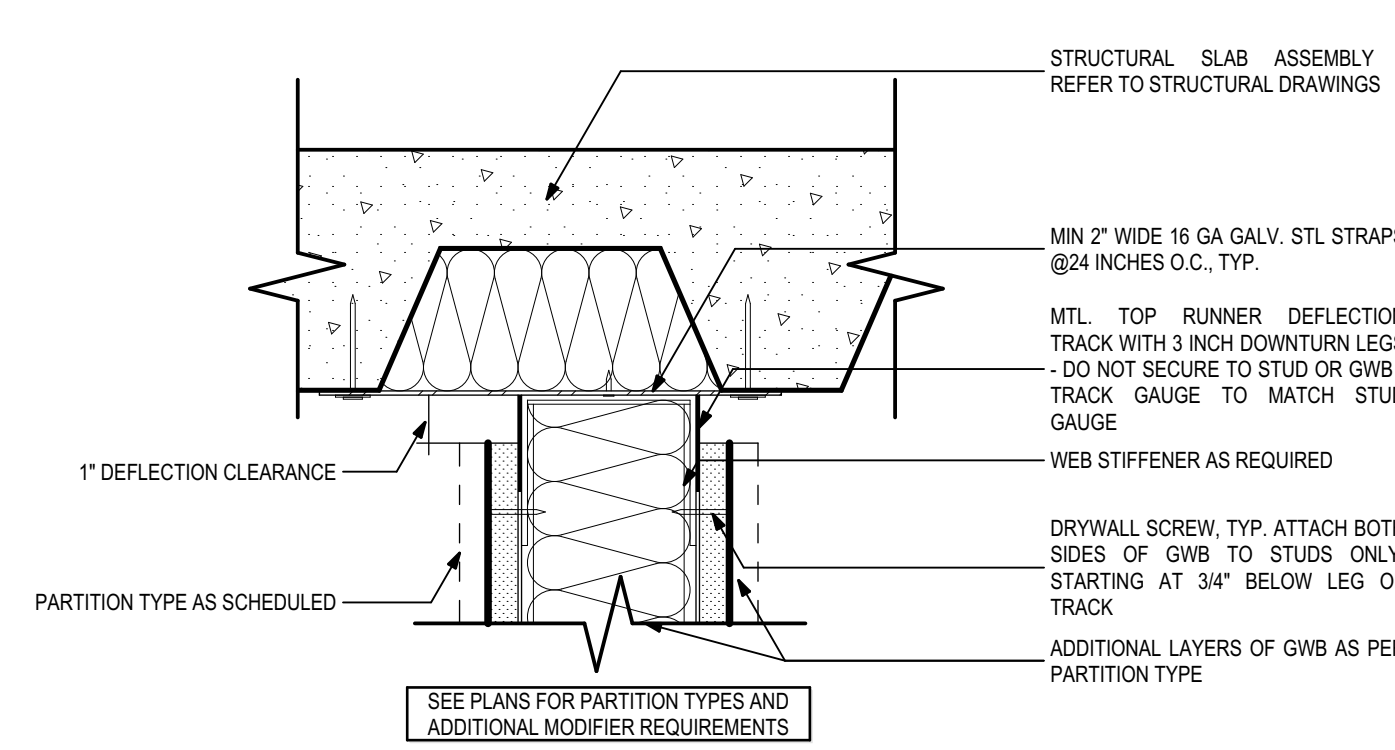 STRUCTURAL SLAB ASSEMBLY
REFER TO STRUCTURAL DRAWINGS
MIN 2" WIDE 16 GA GALV. STL STRAPS
@24 INCHES O.C., TYP.
MTL. TOP RUNNER DEFLECTION
TRACK WITH 3 INCH DOWNTURN LEGS
- DO NOT SECURE TO STUD OR GWB
TRACK GAUGE TO MATCH STUD
GAUGE
1" DEFLECTION CLEARANCE
WEB STIFFENER AS REQUIRED
DRYWALL SCREW, TYP. ATTACH BOTH
SIDES OF GWB TO STUDS ONLY
STARTING AT 3/4" BELOW LEG
TRACK
PARTITION TYPE AS SCHEDULED
ADDITIONAL LAYERS OF GWB AS PER
PARTITION TYPE
SEE PLANS FOR PARTITION TYPES AND
ADDITIONAL MODIFIER REQUIREMENTS